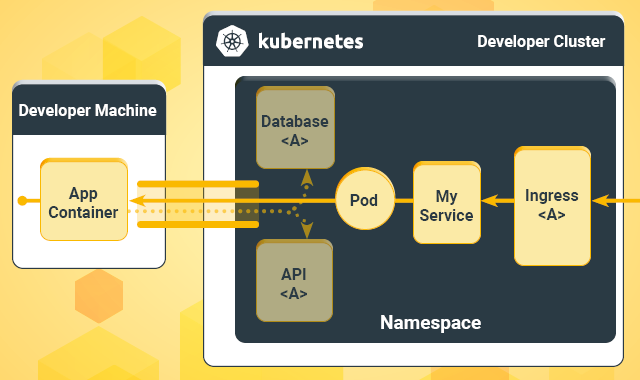 kubernetes
Developer Cluster
Developer Machine
Database
<A>
App
Container
Pod
My
Service
Ingress
<A>
API
<A>
Namespace